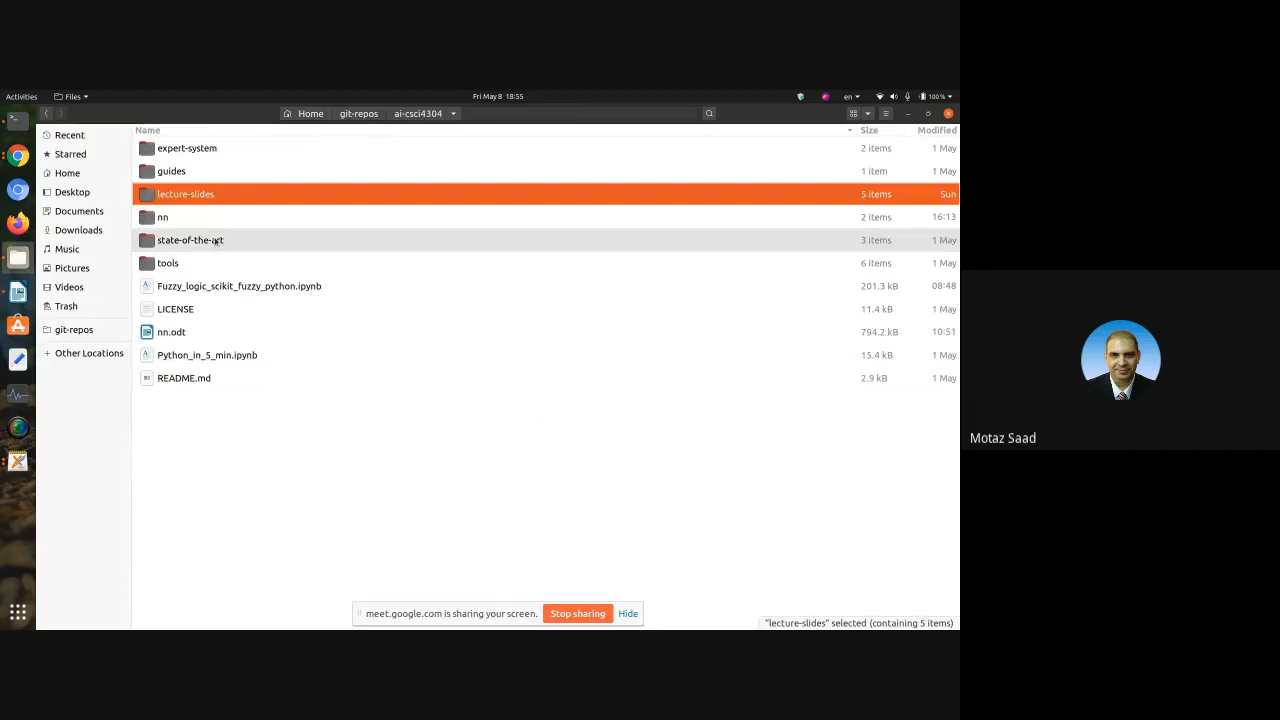 Activities Files Fri May 8 18:55 en 100%
Home git-repos ai-csci4304
Recent
Starred
Home
Desktop
Documents
Downloads
Music
Pictures
Videos
Trash
git-repos
+ Other Locations
Name Size Modified
expert-system 2 items 1 May
guides 1 item 1 May
lecture-slides 5 items Sun
nn 2 items 16:13
state-of-the-art 3 items 1 May
tools 6 items 1 May
Fuzzy_logic_scikit_fuzzy_python.ipynb 201.3 kB 08:48
LICENSE 11.4 kB 1 May
nn.odt 794.2 kB 10:51
Python_in_5_min.ipynb 15.4 kB 1 May
README.md 2.9 kB 1 May
meet.google.com is sharing your screen. Stop sharing Hide
"lecture-slides" selected (containing 5 items)
Motaz Saad